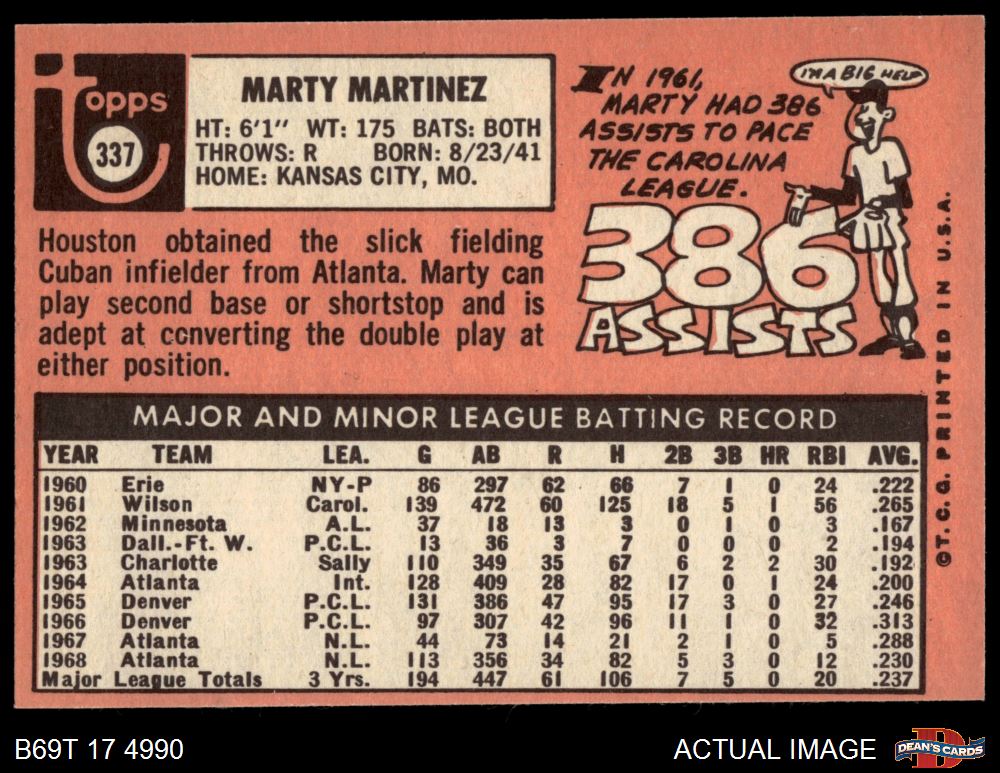 topps
337
MARTY MARTINEZ
HT: 6'1" WT: 175 BATS: BOTH
THROWS: R BORN: 8/23/41
HOME: KANSAS CITY, MO.
Houston obtained the slick fielding
Cuban infielder from Atlanta. Marty can
play second base or shortstop and is
adept at ccnverting the double play at
either position.
IN 1961,
MARTY HAD 386
ASSISTS TO PACE
THE CAROLINA
LEAGUE.
I'M A BIG HELP
386
ASSISTS
MAJOR AND MINOR LEAGUE BATTING RECORD
YEAR TEAM LEA. G AB R H 2B 3B HR RBI AVG.
1960 Erie NY-P 86 297 62 66 7 1 0 24 .222
1961 Wilson Carol. 139 472 60 125 18 5 1 56 .265
1962 Minnesota A.L. 37 18 13 3 0 1 0 3 .167
1963 Dall.-Ft. W. P.C.L. 13 36 3 7 0 0 0 2 .194
1963 Charlotte Sally 110 349 35 67 6 2 2 30 .192
1964 Atlanta Int. 128 409 28 82 17 0 1 24 .200
1965 Denver P.C.L. 131 386 47 95 17 3 0 27 .246
1966 Denver P.C.L. 97 307 42 96 11 1 0 32 .313
1967 Atlanta N.L. 44 73 14 21 2 1 0 5 .288
1968 Atlanta N.L. 113 356 34 82 5 3 0 12 .230
Major League Totals 3 Yrs. 194 447 61 106 7 5 0 20 .237
©T.C.G. PRINTED IN U.S.A.
B69T 17 4990
ACTUAL IMAGE
D
DEAN'S CARDS